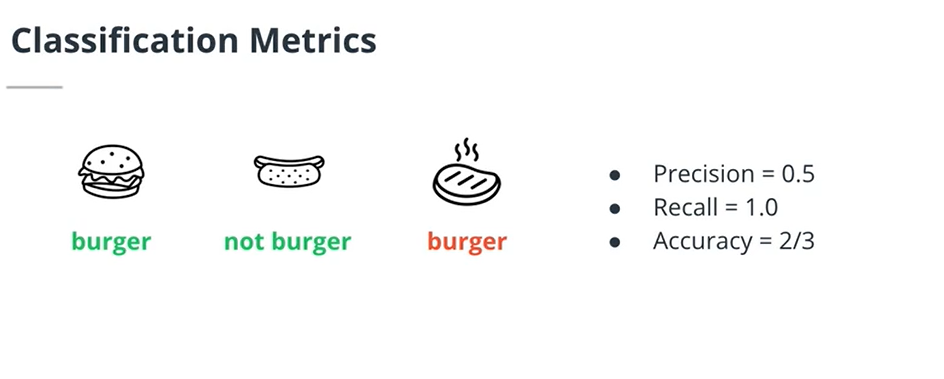 Classification Metrics
burger
not burger
burger
• Precision = 0.5
• Recall = 1.0
• Accuracy = 2/3